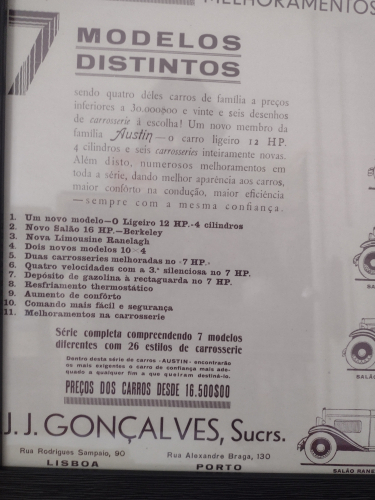 MELHORAMENTOS
7 MODELOS
DISTINTOS
sendo quatro deles carros de família a preços
inferiores a 30.000$00 e vinte e seis desenhos
de carrosserie à escolha! Um novo membro da
família Austin — o carro ligeiro 12 HP.
4 cilindros e seis carrosseries inteiramente novas.
Além disto, numerosos melhoramentos em
toda a série, dando melhor aparência aos carros,
maior confôrto na condução, maior eficiência
—sempre com a mesma confiança.
1. Um novo modelo—O Ligeiro 12 HP.-4 cilindros
2. Novo Salão 16 HP.—Berkeley
3. Nova Limousine Ranelagh
4. Dois novos modelos 10×4
5. Duas carrosseries melhoradas no -7 HP.-
6. Quatro velocidades com a 3.ª silenciosa no 7 HP.
7. Depósito de gazolina à rectaguarda no 7 HP.
8. Resfriamento thermostático
9. Aumento de confôrto
10. Comando mais fácil e segurança
11. Melhoramentos na carrosserie
Série completa compreendendo 7 modelos
diferentes com 26 estilos de carrosserie
Dentro desta série de carros -AUSTIN- encontrarão
os mais exigentes o carro de confiança mais ade-
quado a qualquer fim a que queiram destiná-lo.
PREÇOS DOS CARROS DESDE 16.500$00
J. J. GONÇALVES, Sucrs.
Rua Rodrigues Sampaio, 90
LISBOA
Rua Alexandre Braga, 130
PORTO
SALÃO RANE